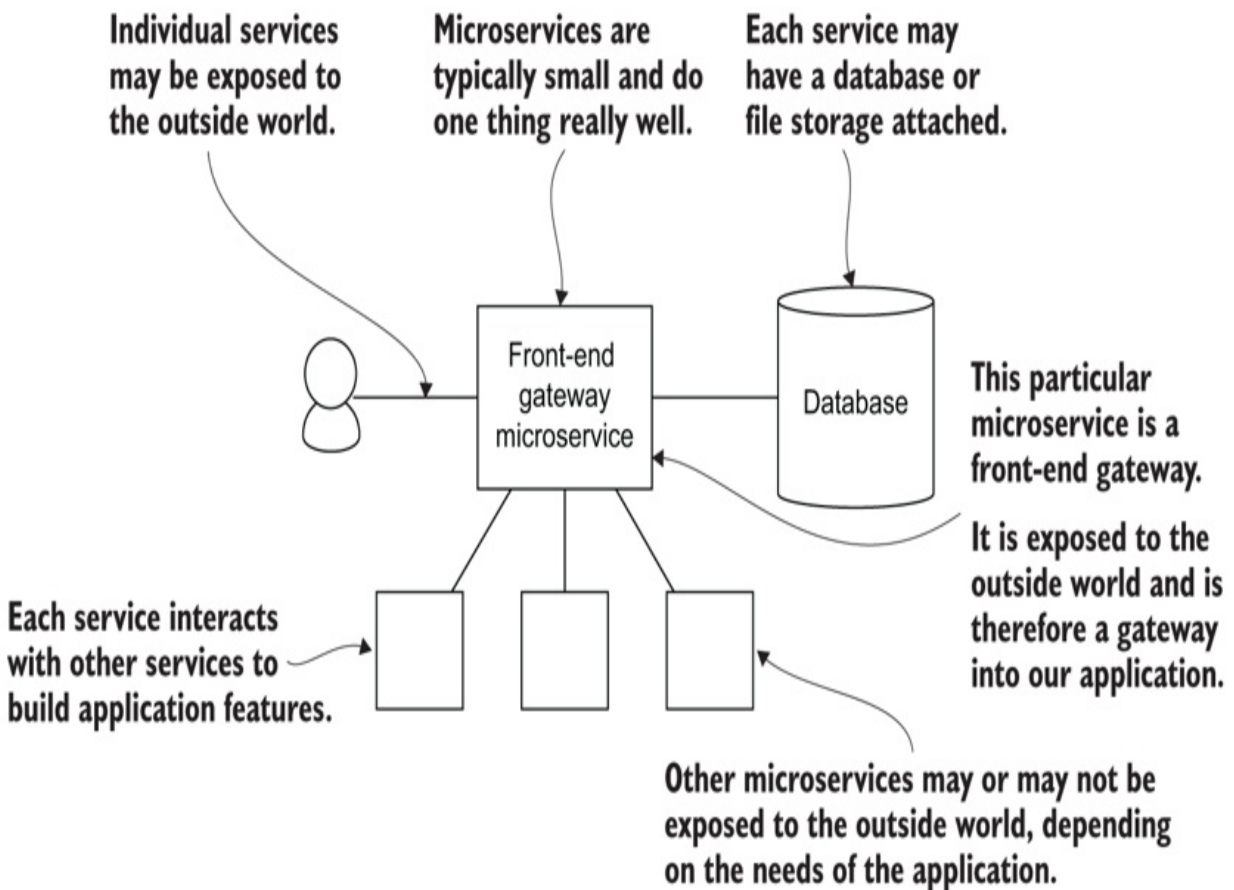 Individual services
may be exposed to
the outside world.
Microservices are
typically small and do
one thing really well.
Each service may
have a database or
file storage attached.
Front-end
gateway
microservice
Database
This particular
microservice is a
front-end gateway.
It is exposed to the
outside world and is
therefore a gateway
into our application.
Each service interacts
with other services to
build application features.
Other microservices may or may not be
exposed to the outside world, depending
on the needs of the application.